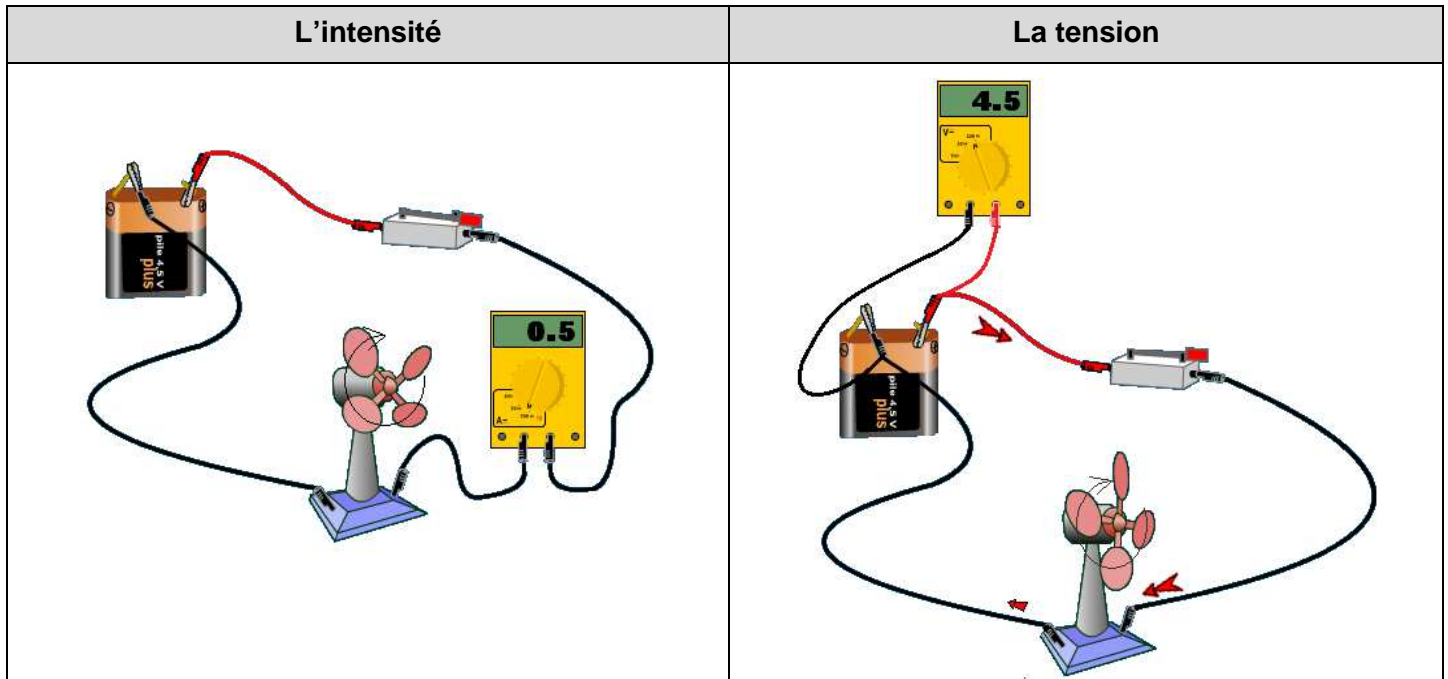 L'intensité
La tension
pile 4,5 V
plus
0.5
A=
4.5
V=
pile 4,5 V
plus